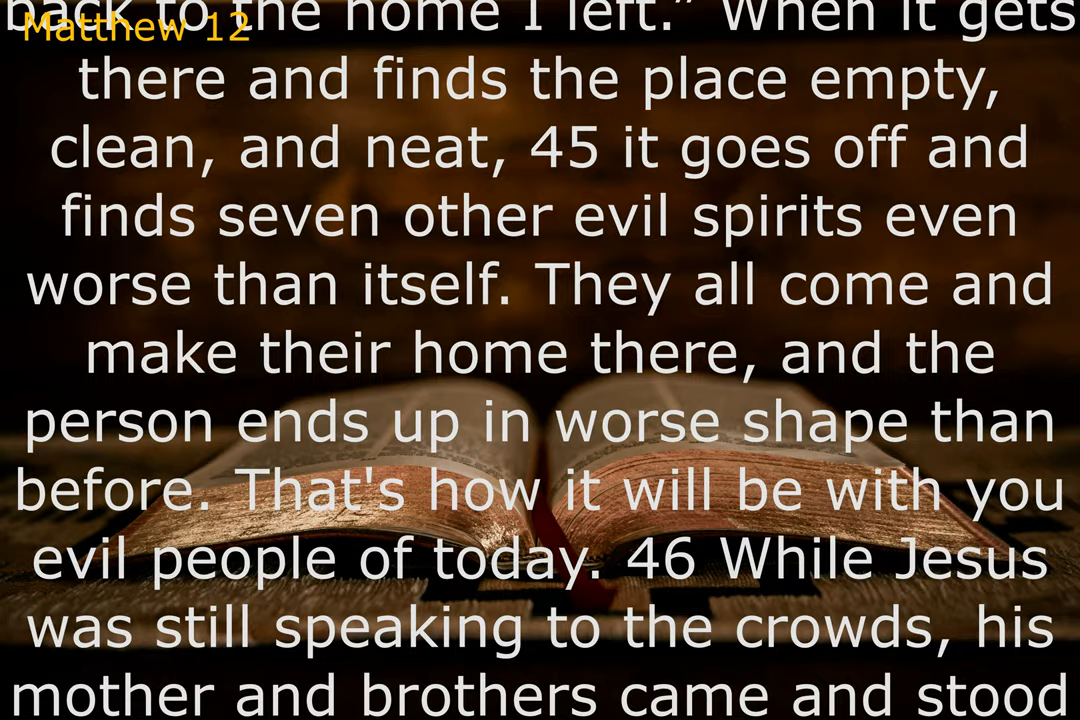 back to the home I left.” When it gets
Matthew 12
there and finds the place empty,
clean, and neat, 45 it goes off and
finds seven other evil spirits even
worse than itself. They all come and
make their home there, and the
person ends up in worse shape than
before. That's how it will be with you
evil people of today. 46 While Jesus
was still speaking to the crowds, his
mother and brothers came and stood